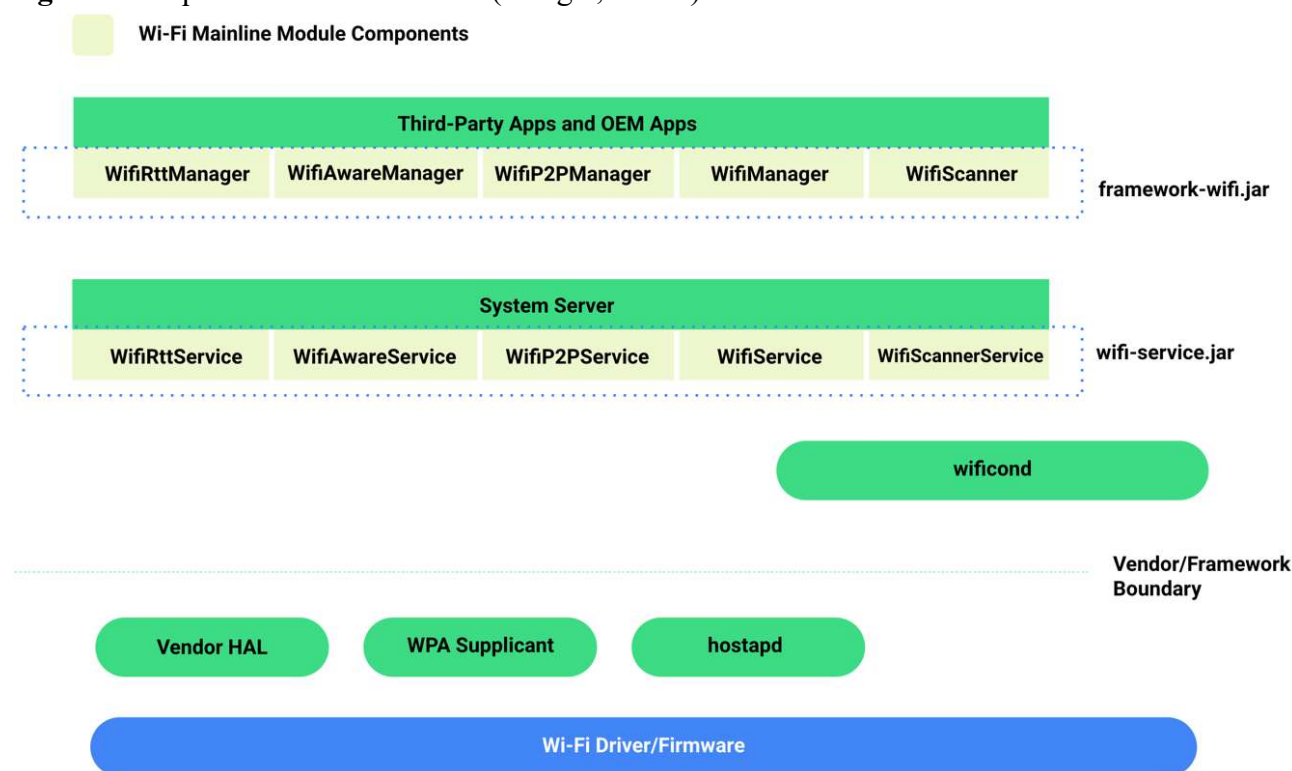 Wi-Fi Mainline Module Components
Third-Party Apps and OEM Apps
WifiRttManager WifiAwareManager WifiP2PManager WifiManager WifiScanner
framework-wifi.jar
System Server
WifiRttService WifiAwareService WifiP2PService WifiService WifiScannerService
wifi-service.jar
wificond
Vendor/Framework
Boundary
Vendor HAL WPA Supplicant hostapd
Wi-Fi Driver/Firmware